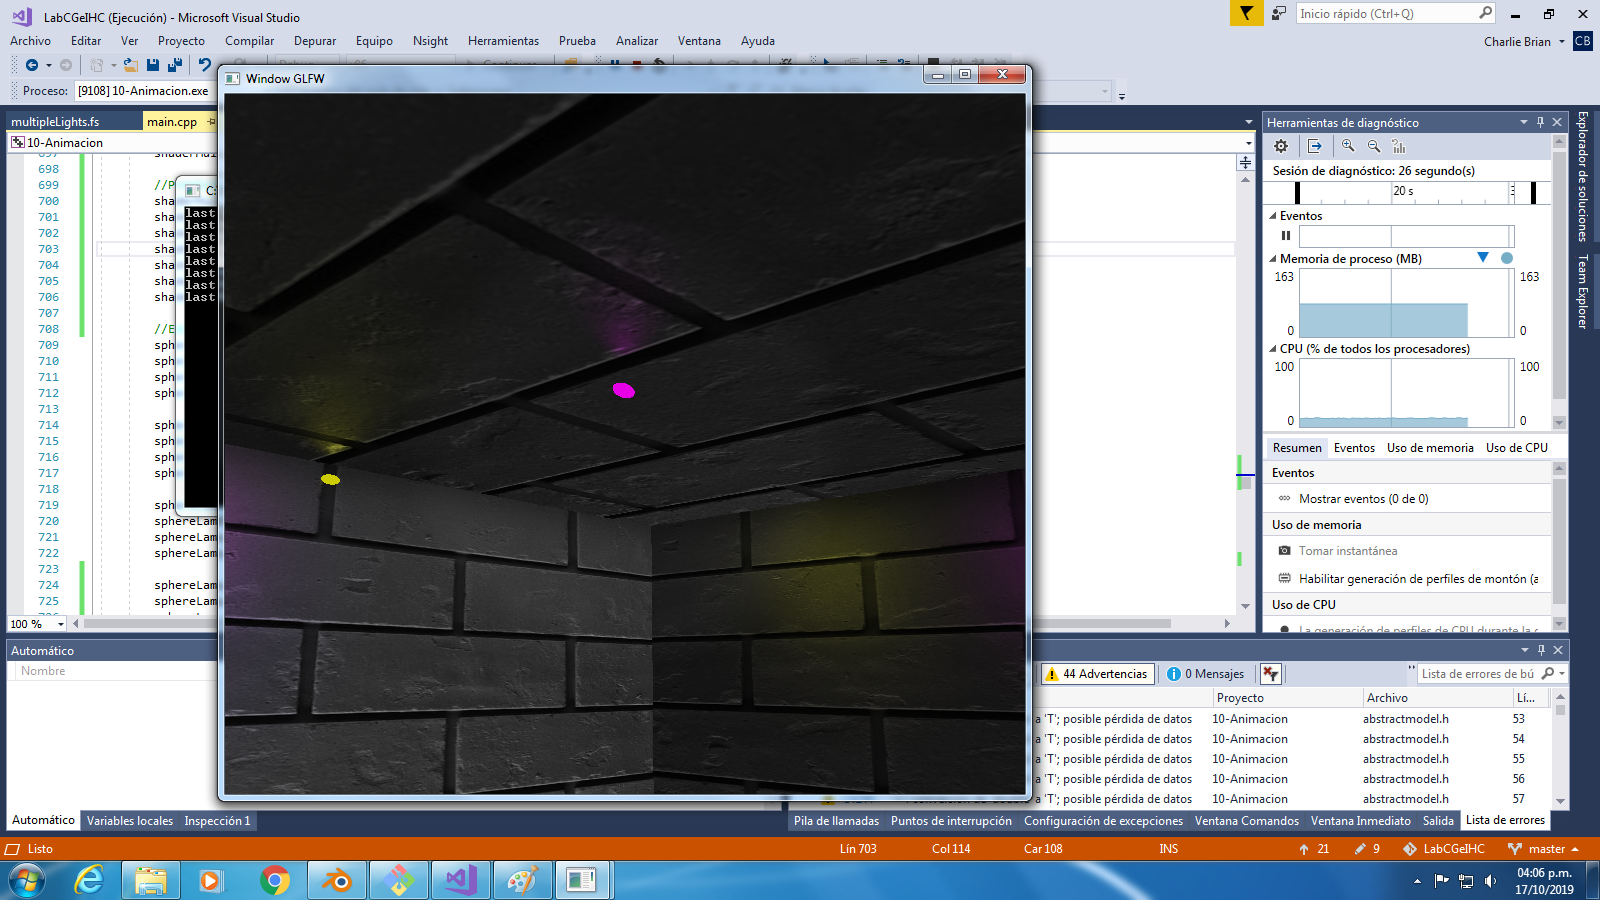 LabCGeIHC (Ejecución) - Microsoft Visual Studio
Inicio rápido (Ctrl+Q)
Archivo Editar Ver Proyecto Compilar Depurar Equipo Nsight Herramientas Prueba Analizar Ventana Ayuda
Charlie Brian CB
Window GLFW
Proceso: [9108] 10-Animacion.exe
multipleLights.fs main.cpp
10-Animacion
698
699 //P
700 sha
701 sha
702 sha
703 sha
704 sha
705 sha
706 sha
707
708 //E
709 sph
710 sph
711 sph
712 sph
713
714 sph
715 sph
716 sph
717 sph
718
719 sph
720 sphereLam
721 sphereLam
722 sphereLam
723
724 sphereLam
725 sphereLam
last
last
last
last
last
last
last
last
100 %
Herramientas de diagnóstico
Sesión de diagnóstico: 26 segundo(s)
20 s
Eventos
Memoria de proceso (MB)
163 163
0 0
CPU (% de todos los procesadores)
100 100
0 0
Resumen Eventos Uso de memoria Uso de CPU
Eventos
Mostrar eventos (0 de 0)
Uso de memoria
Tomar instantánea
Habilitar generación de perfiles de montón (a
Uso de CPU
Explorador de soluciones
Team Explorer
Automático
Nombre
Automático Variables locales Inspección 1
44 Advertencias 0 Mensajes Lista de errores de bú
Proyecto Archivo Lí...
a 'T'; posible pérdida de datos 10-Animacion abstractmodel.h 53
a 'T'; posible pérdida de datos 10-Animacion abstractmodel.h 54
a 'T'; posible pérdida de datos 10-Animacion abstractmodel.h 55
a 'T'; posible pérdida de datos 10-Animacion abstractmodel.h 56
a 'T'; posible pérdida de datos 10-Animacion abstractmodel.h 57
Pila de llamadas Puntos de interrupción Configuración de excepciones Ventana Comandos Ventana Inmediato Salida Lista de errores
Listo Lín 703 Col 114 Car 108 INS 21 9 LabCGeIHC master
04:06 p.m.
17/10/2019